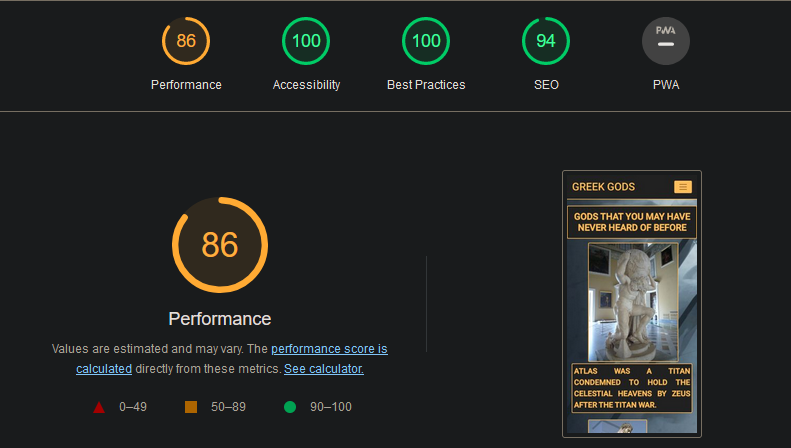 86
100
100
94
PWA
Performance
Accessibility
Best Practices
SEO
PWA
86
Performance
Values are estimated and may vary. The performance score is
calculated directly from these metrics. See calculator.
0–49
50–89
90–100
GREEK GODS
GODS THAT YOU MAY HAVE
NEVER HEARD OF BEFORE
ATLAS WAS A TITAN
CONDEMNED TO HOLD THE
CELESTIAL HEAVENS BY ZEUS
AFTER THE TITAN WAR.